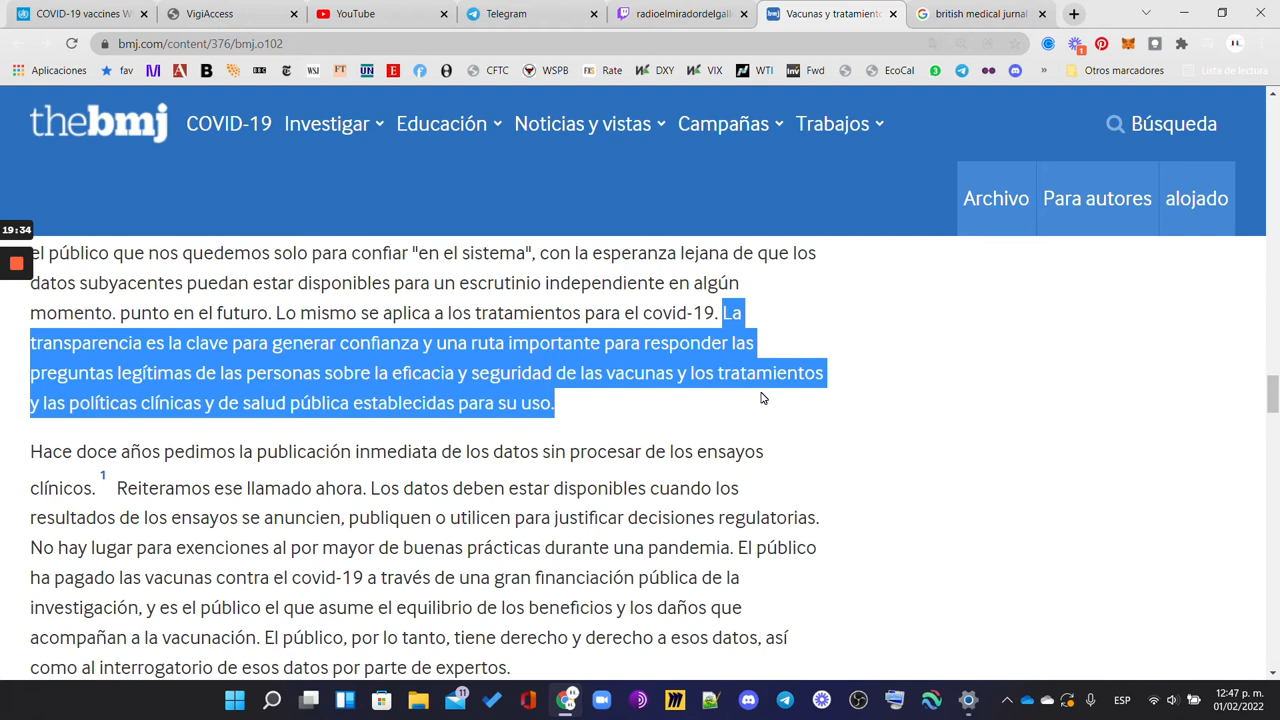 COVID-19 vaccines W
VigiAccess
YouTube
Telegram
radioelmiradordelgall
Vacunas y tratamiento
british medical jurnal
bmj.com/content/376/bmj.o102
Aplicaciones
fav
CFTC
WSPB
Rate
DXY
VIX
WTI
Fwd
EcoCal
Otros marcadores
Lista de lectura
thebmj
COVID-19
Investigar
Educación
Noticias y vistas
Campañas
Trabajos
Búsqueda
Archivo
Para autores
alojado
19:34
el público que nos quedemos solo para confiar "en el sistema", con la esperanza lejana de que los
datos subyacentes puedan estar disponibles para un escrutinio independiente en algún
momento. punto en el futuro. Lo mismo se aplica a los tratamientos para el covid-19. La
transparencia es la clave para generar confianza y una ruta importante para responder las
preguntas legítimas de las personas sobre la eficacia y seguridad de las vacunas y los tratamientos
y las políticas clínicas y de salud pública establecidas para su uso.
Hace doce años pedimos la publicación inmediata de los datos sin procesar de los ensayos
clínicos. 1 Reiteramos ese llamado ahora. Los datos deben estar disponibles cuando los
resultados de los ensayos se anuncien, publiquen o utilicen para justificar decisiones regulatorias.
No hay lugar para exenciones al por mayor de buenas prácticas durante una pandemia. El público
ha pagado las vacunas contra el covid-19 a través de una gran financiación pública de la
investigación, y es el público el que asume el equilibrio de los beneficios y los daños que
acompañan a la vacunación. El público, por lo tanto, tiene derecho y derecho a esos datos, así
como al interrogatorio de esos datos por parte de expertos.
11
ESP
12:47 p. m.
01/02/2022